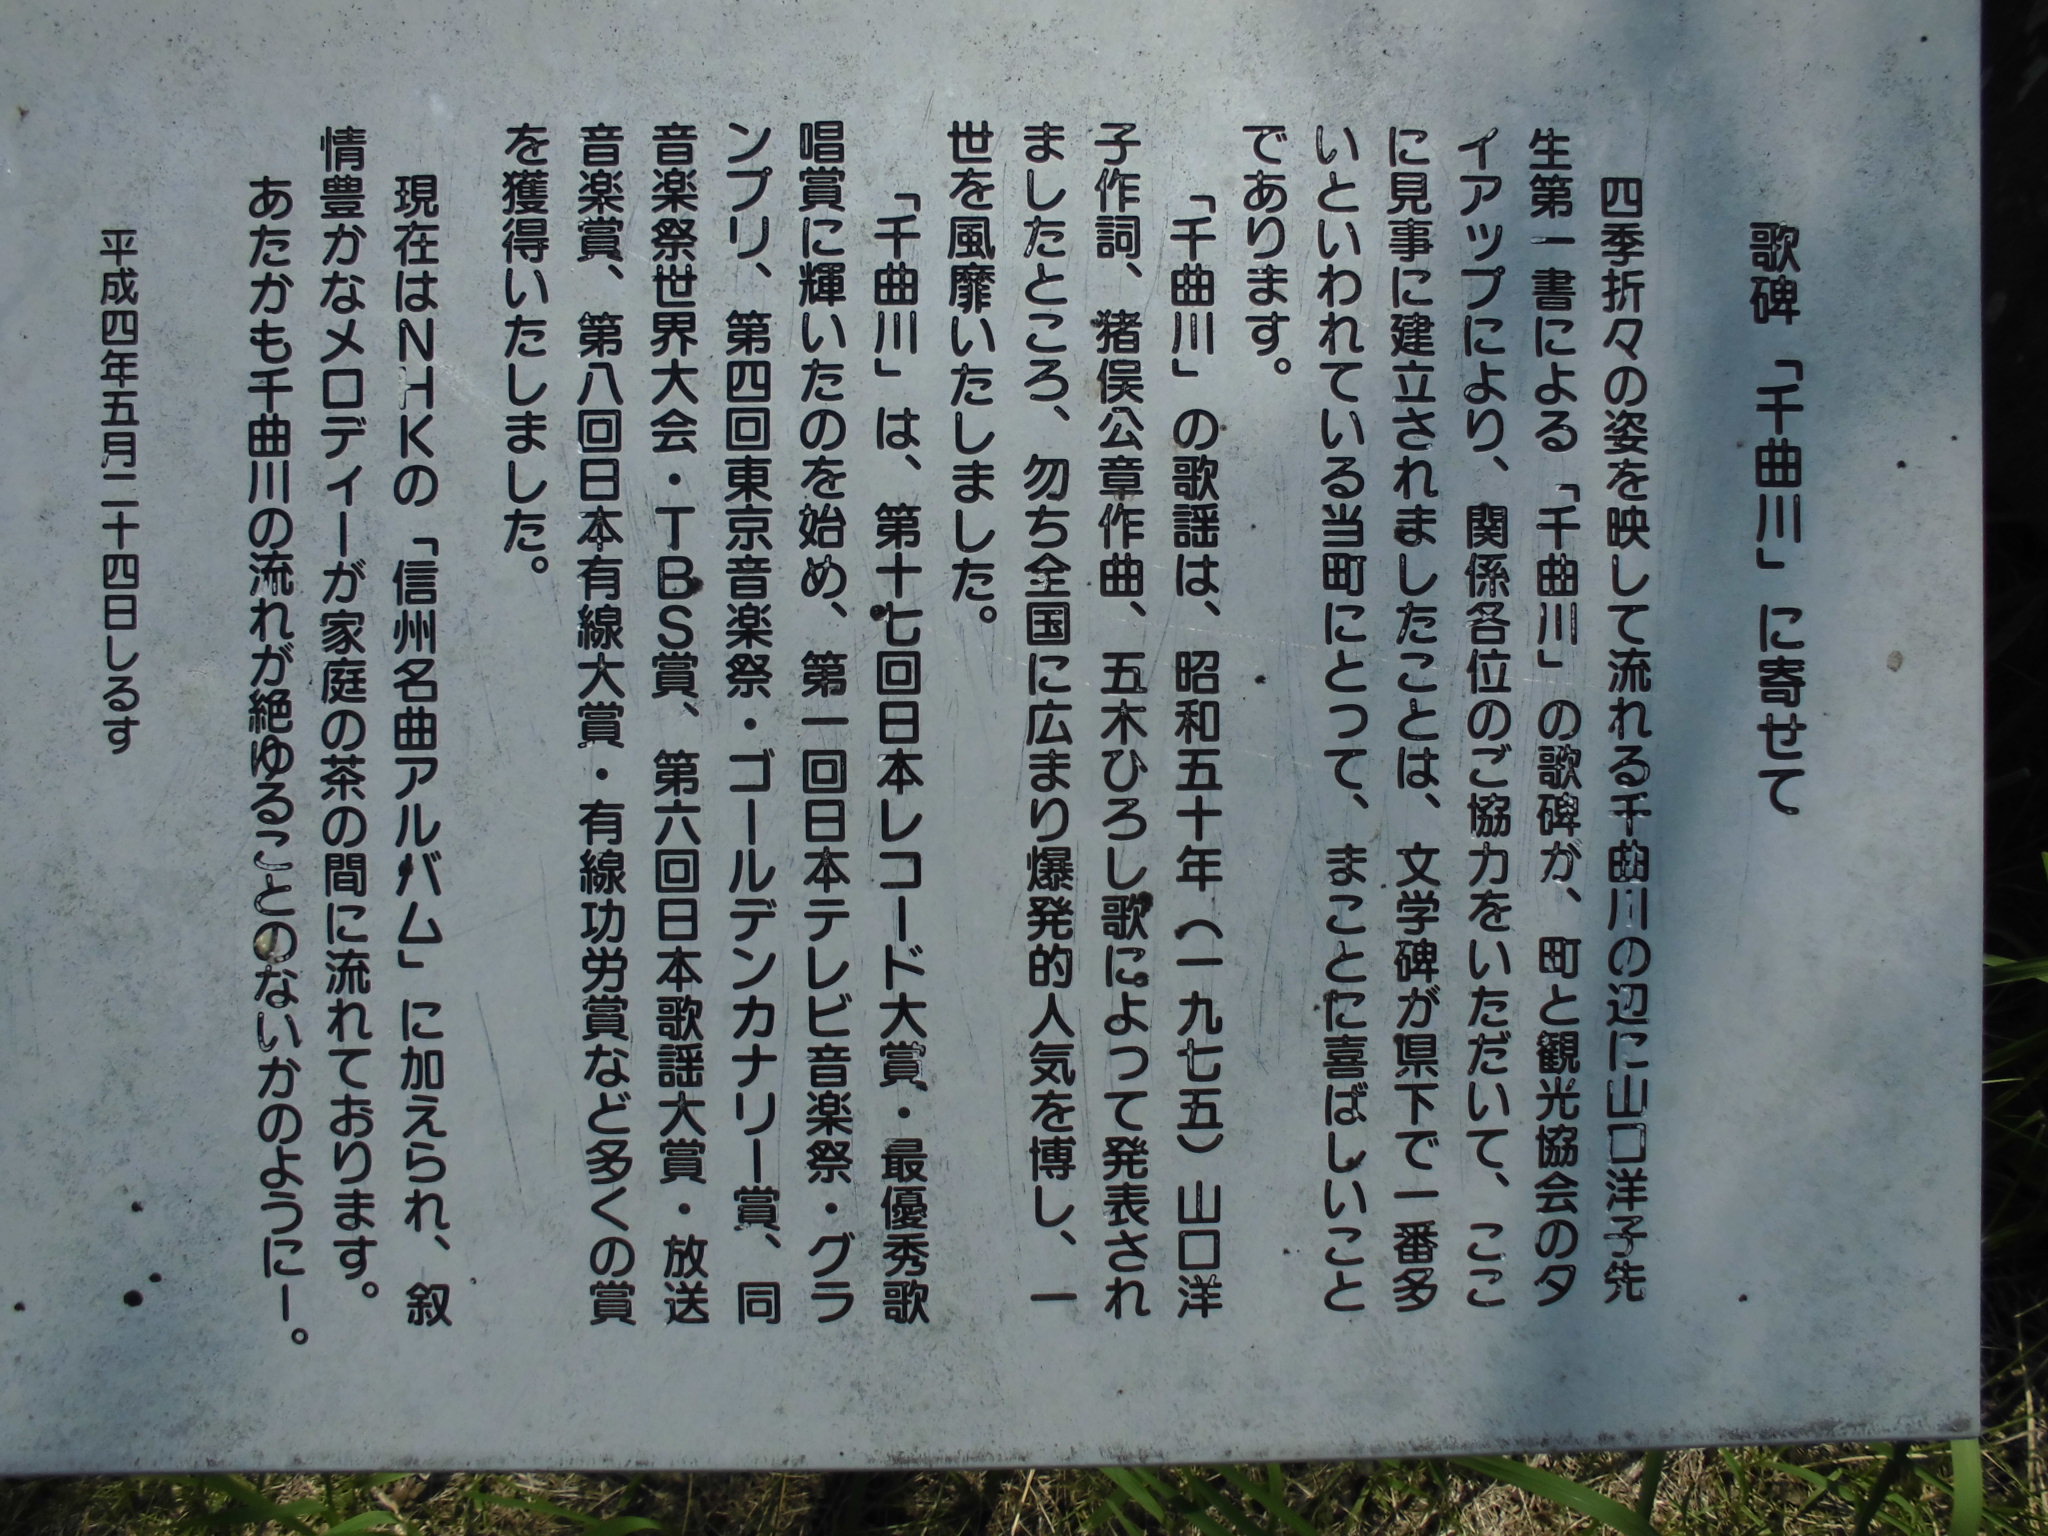 歌碑「千曲川」に寄せて
四季折々の姿を映して流れる千曲川の辺に山口洋子先
生第一書による「千曲川」の歌碑が、町と観光協会のタ
イアップにより、関係各位のご協力をいただいて、ここ
に見事に建立されましたことは、文学碑が県下で一番多
いといわれている当町にとって、まことに喜ばしいこと
であります。
「千曲川」の歌謡は、昭和五十年(一九七五)山口洋
子作詞、猪俣公章作曲、五木ひろし歌によって発表され
ましたところ、勿ち全国に広まり爆発的人気を博し、一
世を風靡いたしました。
「千曲川」は、第十七回日本レコード大賞・最優秀歌
唱賞に輝いたのを始め、第一回日本テレビ音楽祭・グラ
ンプリ、第四回東京音楽祭・ゴールデンカナリー賞、同
音楽祭世界大会・TBS賞、第六回日本歌謡大賞・放送
音楽賞、第八回日本有線大賞・有線功労賞など多くの賞
を獲得いたしました。
現在はNHKの「信州名曲アルバム」に加えられ、叙
情豊かなメロディーが家庭の茶の間に流れております。
あたかも千曲川の流れが絶ゆることのないかのようにー。
平成四年五月二十四日しるす